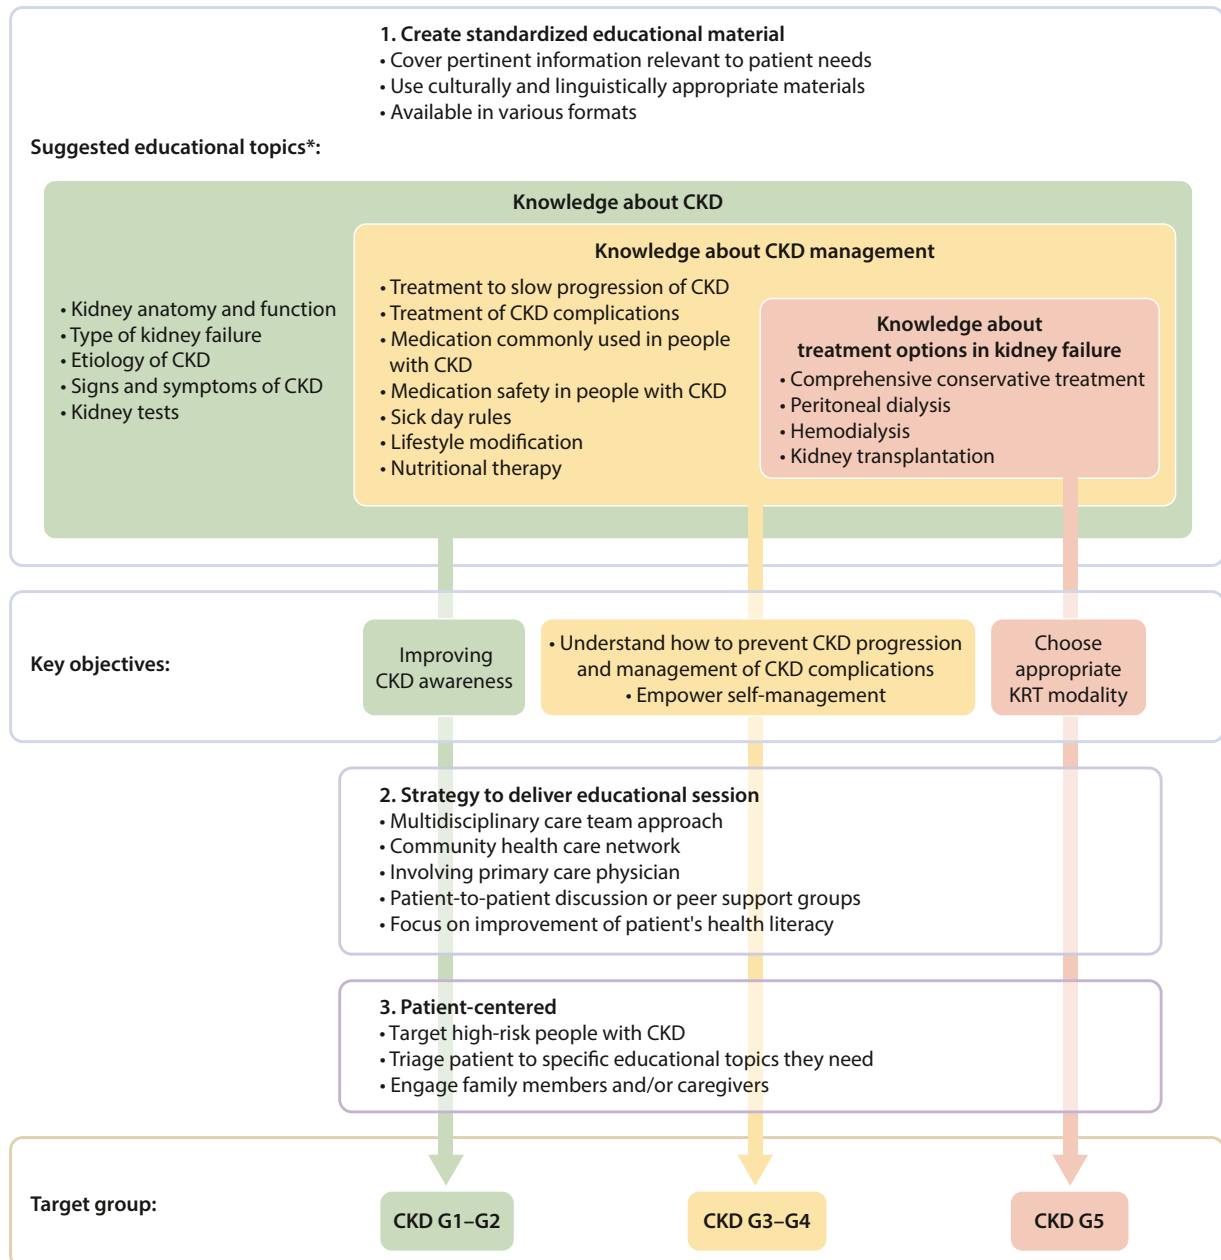 1. Create standardized educational material
• Cover pertinent information relevant to patient needs
• Use culturally and linguistically appropriate materials
• Available in various formats
Suggested educational topics*:
Knowledge about CKD
• Kidney anatomy and function
• Type of kidney failure
• Etiology of CKD
• Signs and symptoms of CKD
• Kidney tests
Knowledge about CKD management
• Treatment to slow progression of CKD
• Treatment of CKD complications
• Medication commonly used in people
with CKD
• Medication safety in people with CKD
• Sick day rules
• Lifestyle modification
• Nutritional therapy
Knowledge about
treatment options in kidney failure
• Comprehensive conservative treatment
• Peritoneal dialysis
• Hemodialysis
• Kidney transplantation
Key objectives:
Improving
CKD awareness
• Understand how to prevent CKD progression
and management of CKD complications
• Empower self-management
Choose
appropriate
KRT modality
2. Strategy to deliver educational session
• Multidisciplinary care team approach
• Community health care network
• Involving primary care physician
• Patient-to-patient discussion or peer support groups
• Focus on improvement of patient's health literacy
3. Patient-centered
• Target high-risk people with CKD
• Triage patient to specific educational topics they need
• Engage family members and/or caregivers
Target group:
CKD G1–G2
CKD G3–G4
CKD G5